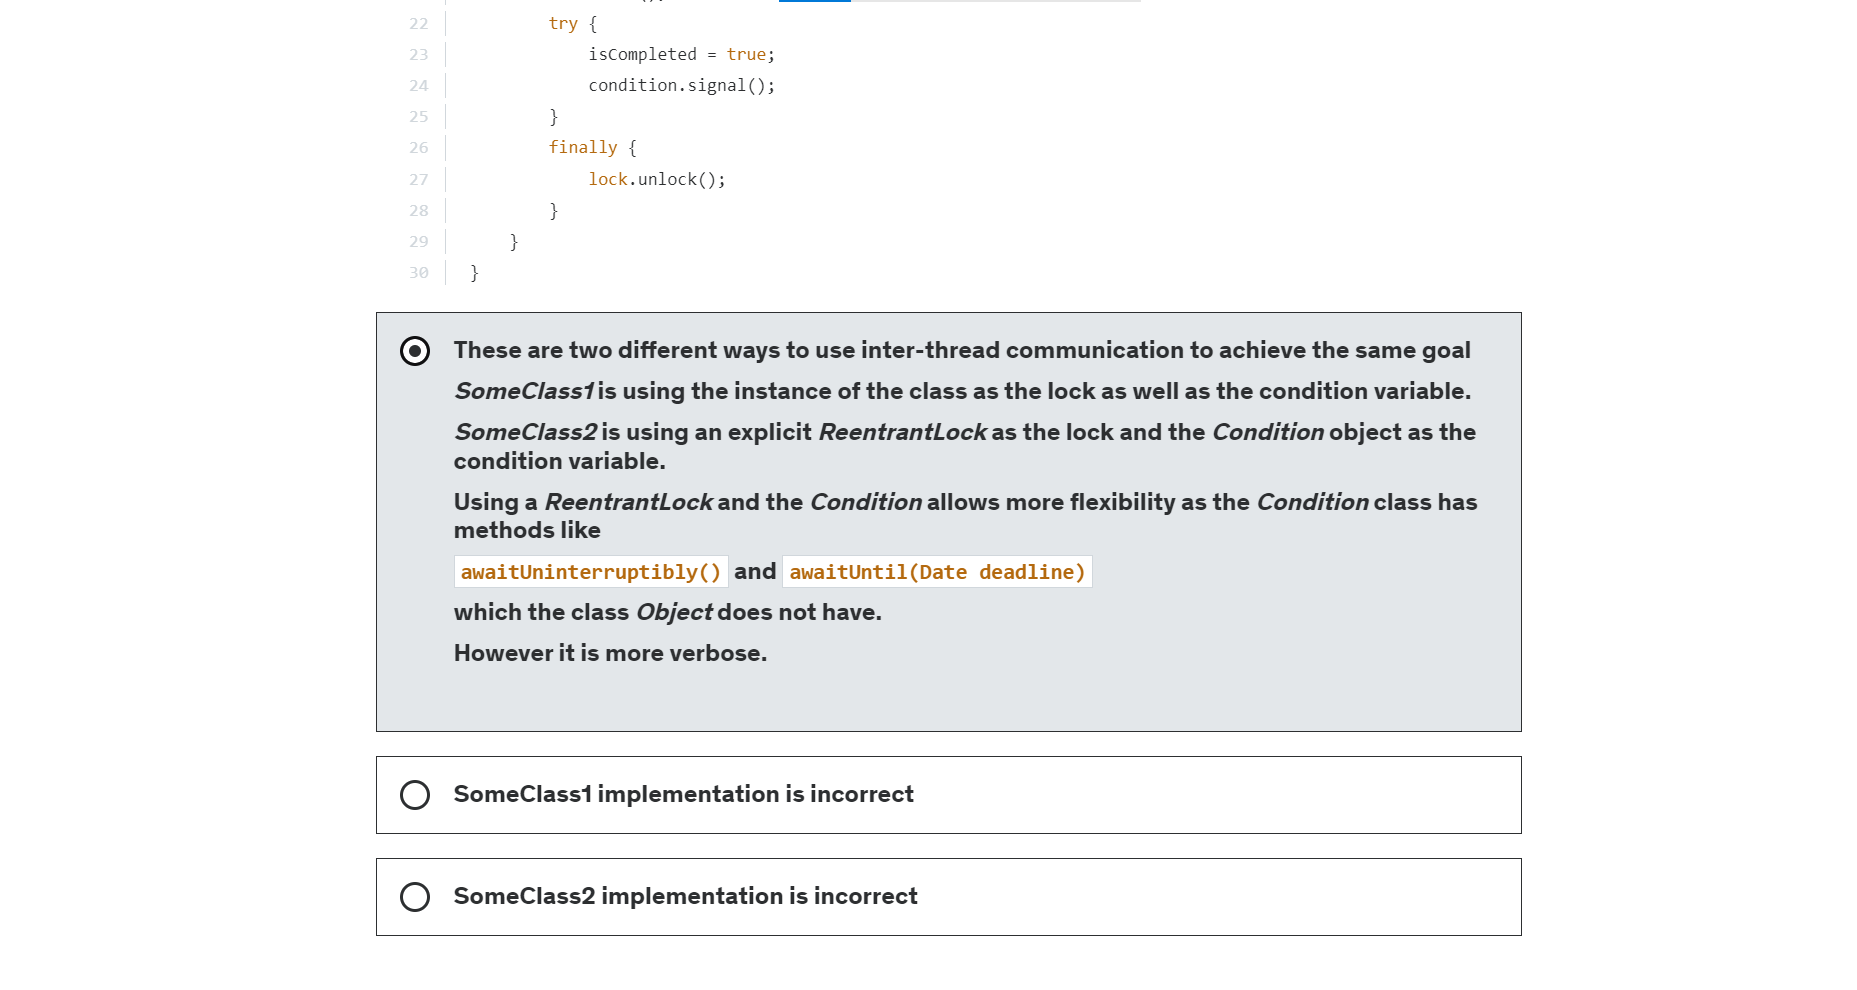 22 try {
23 isCompleted = true;
24 condition.signal();
25 }
26 finally {
27 lock.unlock();
28 }
29 }
30 }
These are two different ways to use inter-thread communication to achieve the same goal
SomeClass1 is using the instance of the class as the lock as well as the condition variable.
SomeClass2 is using an explicit ReentrantLock as the lock and the Condition object as the
condition variable.
Using a ReentrantLock and the Condition allows more flexibility as the Condition class has
methods like
awaitUninterruptibly() and awaitUntil(Date deadline)
which the class Object does not have.
However it is more verbose.
SomeClass1 implementation is incorrect
SomeClass2 implementation is incorrect